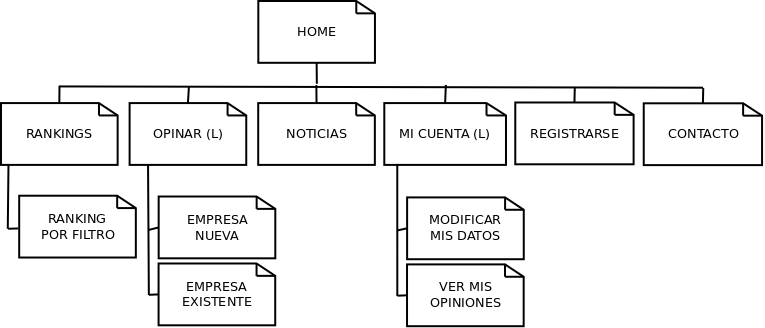 HOME
RANKINGS
OPINAR (L)
NOTICIAS
MI CUENTA (L)
REGISTRARSE
CONTACTO
RANKING
POR FILTRO
EMPRESA
NUEVA
EMPRESA
EXISTENTE
MODIFICAR
MIS DATOS
VER MIS
OPINIONES